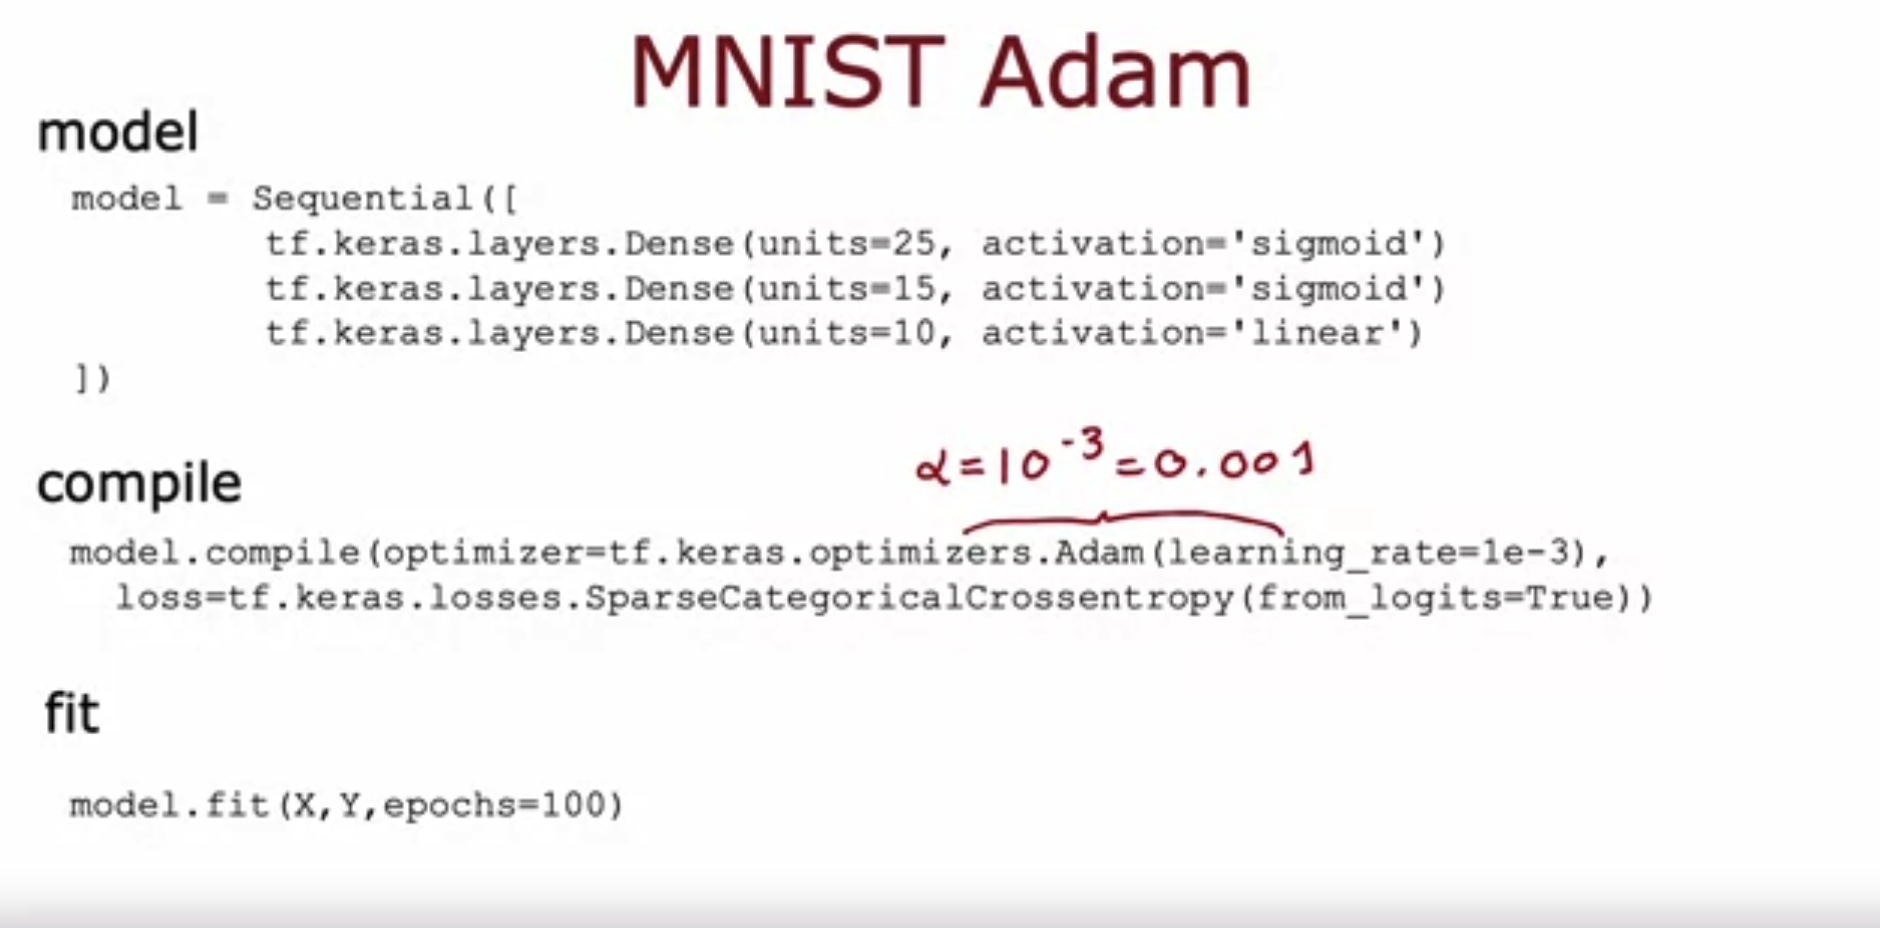 MNIST Adam
model
model = Sequential([
tf.keras.layers.Dense(units=25, activation='sigmoid')
tf.keras.layers.Dense(units=15, activation='sigmoid')
tf.keras.layers.Dense(units=10, activation='linear')
])
α=10⁻³=0.001
compile
model.compile(optimizer=tf.keras.optimizers.Adam(learning_rate=1e-3),
loss=tf.keras.losses.SparseCategoricalCrossentropy(from_logits=True))
fit
model.fit(X,Y,epochs=100)